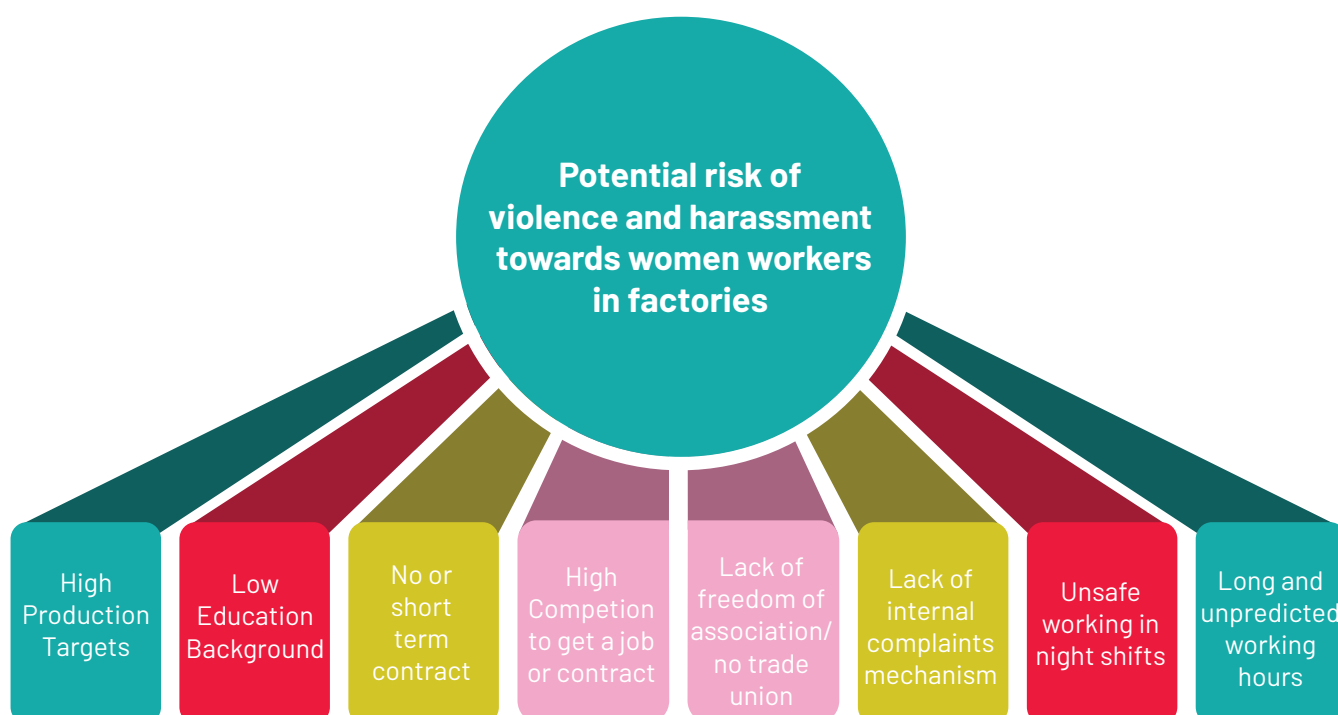 Potential risk of
violence and harassment
towards women workers
in factories
High
Production
Targets
Low
Education
Background
No or
short
term
contract
High
Competion
to get a job
or contract
Lack of
freedom of
association/
no trade
union
Lack of
internal
complaints
mechanism
Unsafe
working in
night shifts
Long and
unpredicted
working
hours